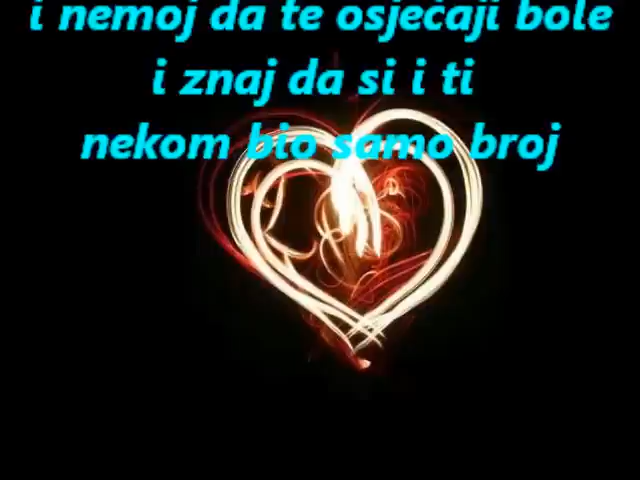 i nemoj da te osjećaji bole
i znaj da si i ti
nekom bio samo broj